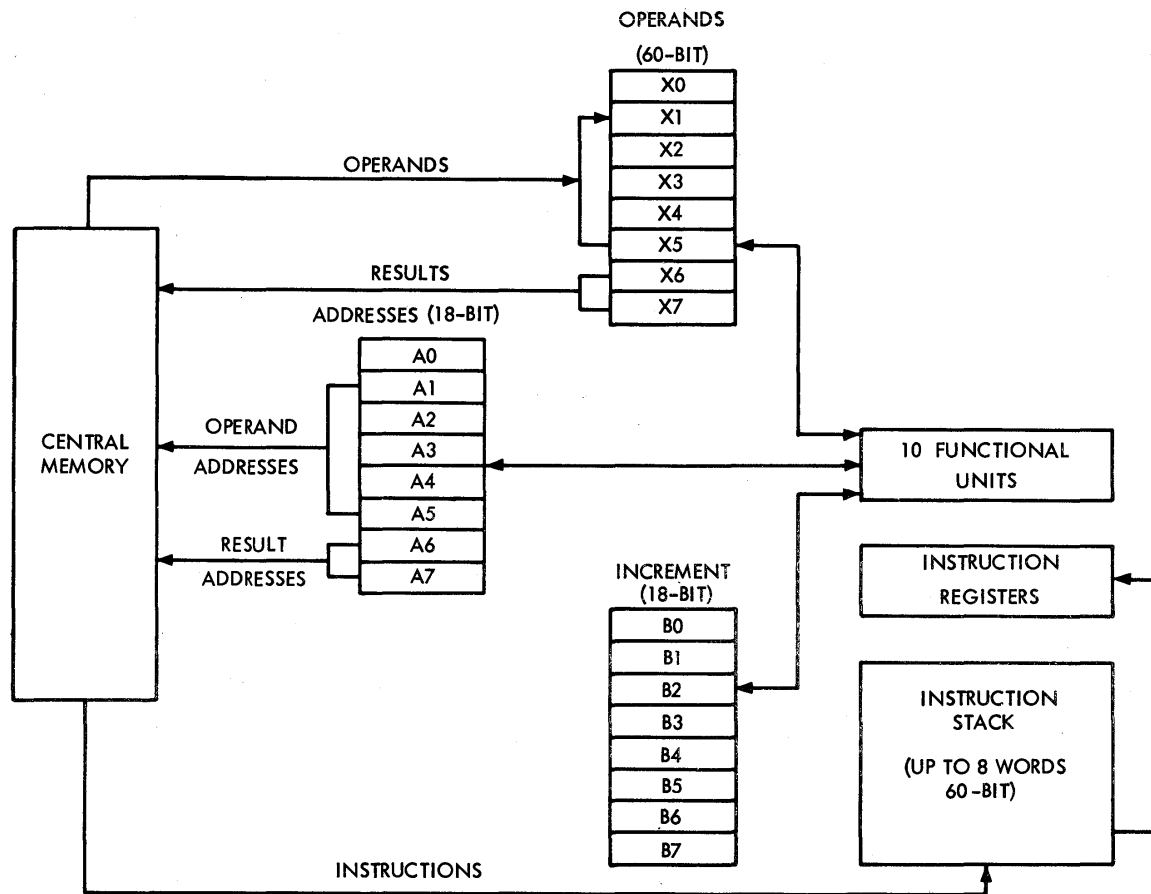 OPERANDS
(60-BIT)
X0
X1
X2
X3
X4
X5
X6
X7
OPERANDS
RESULTS
ADDRESSES (18-BIT)
A0
A1
A2
A3
A4
A5
A6
A7
CENTRAL
MEMORY
OPERAND
ADDRESSES
RESULT
ADDRESSES
10 FUNCTIONAL
UNITS
INSTRUCTION
REGISTERS
INCREMENT
(18-BIT)
B0
B1
B2
B3
B4
B5
B6
B7
INSTRUCTION
STACK
(UP TO 8 WORDS
60-BIT)
INSTRUCTIONS